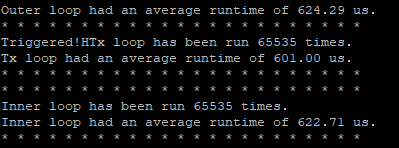 Outer loop had an average runtime of 624.29 us.
* * * * * * * * * * * * * * * * * * *
Triggered!HTx loop has been run 65535 times.
Tx loop had an average runtime of 601.00 us.
* * * * * * * * * * * * * * * * * * *
* * * * * * * * * * * * * * * * * * *
Inner loop has been run 65535 times.
Inner loop had an average runtime of 622.71 us.
* * * * * * * * * * * * * * * * * * *